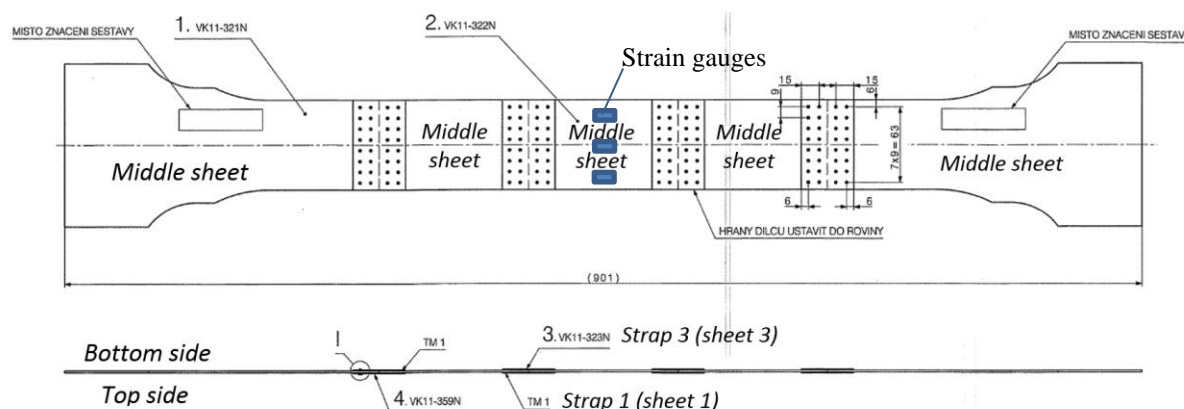 MISTO ZNACENI SESTAVY
1. VK11-321N
2. VK11-322N
Strain gauges
MISTO ZNACENI SESTAVY
15
15
9
6
Middle sheet
Middle
sheet
Middle
sheet
Middle
sheet
7x9=63
Middle sheet
6
6
HRANY DILCU USTAVIT DO ROVINY
(901)
Bottom side
I
TM 1
3. VK11-323N
Strap 3 (sheet 3)
Top side
4. VK11-359N
TM 1
Strap 1 (sheet 1)